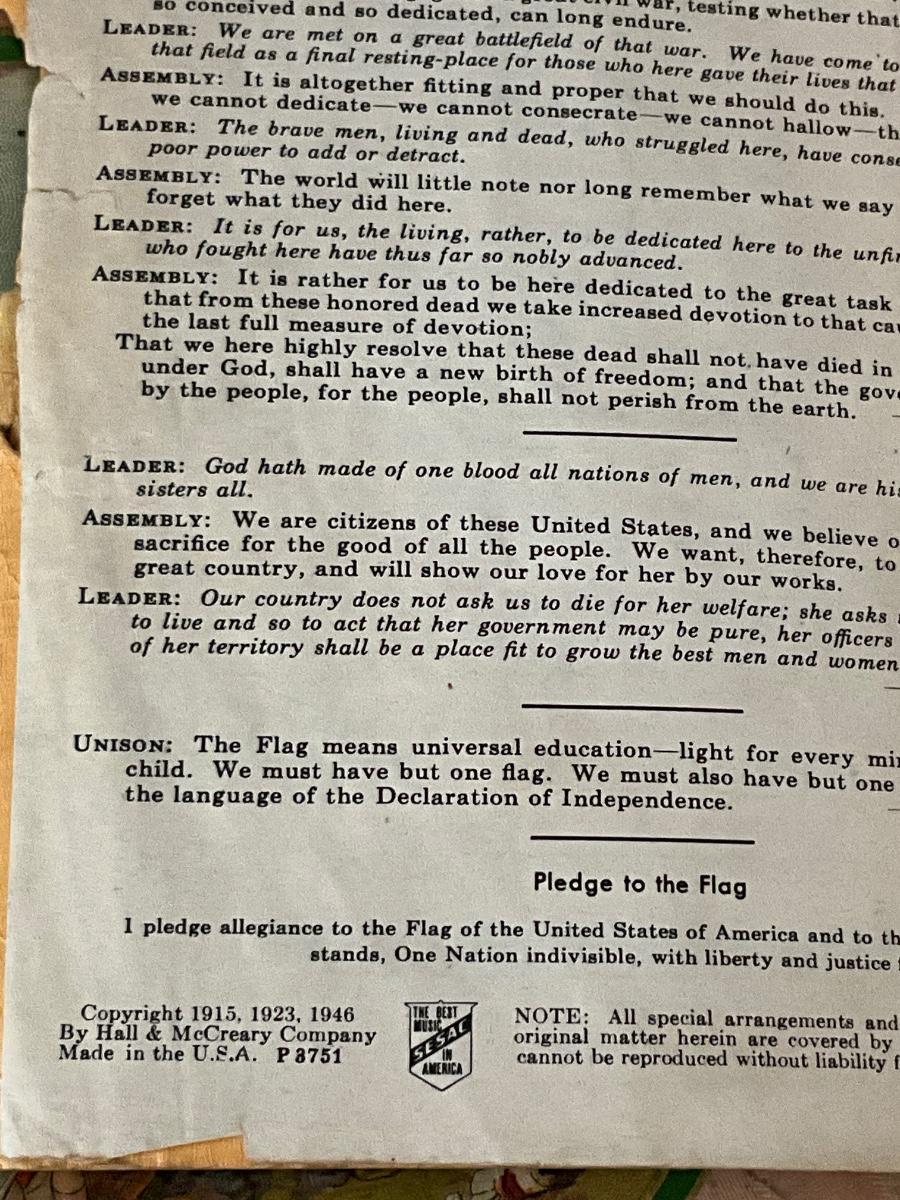 so conceived and so dedicated, can long endure. war, testing whether that
LEADER: We are met on a great battlefield of that war. We have come to
that field as a final resting-place for those who here gave their lives that
ASSEMBLY: It is altogether fitting and proper that we should do this.
we cannot dedicate—we cannot consecrate—we cannot hallow—th
LEADER: The brave men, living and dead, who struggled here, have conse
poor power to add or detract.
ASSEMBLY: The world will little note nor long remember what we say
forget what they did here.
LEADER: It is for us, the living, rather, to be dedicated here to the unfin
who fought here have thus far so nobly advanced.
ASSEMBLY: It is rather for us to be here dedicated to the great task
that from these honored dead we take increased devotion to that cau
the last full measure of devotion;
That we here highly resolve that these dead shall not have died in
under God, shall have a new birth of freedom; and that the gove
by the people, for the people, shall not perish from the earth.
LEADER: God hath made of one blood all nations of men, and we are his
sisters all.
ASSEMBLY: We are citizens of these United States, and we believe o
sacrifice for the good of all the people. We want, therefore, to
great country, and will show our love for her by our works.
LEADER: Our country does not ask us to die for her welfare; she asks
to live and so to act that her government may be pure, her officers
of her territory shall be a place fit to grow the best men and women
UNISON: The Flag means universal education—light for every min
child. We must have but one flag. We must also have but one
the language of the Declaration of Independence.
Pledge to the Flag
I pledge allegiance to the Flag of the United States of America and to th
stands, One Nation indivisible, with liberty and justice f
Copyright 1915, 1923, 1946
By Hall & McCreary Company
Made in the U.S.A. P 8751
THE BEST
MUSIC
SESAC
IN
AMERICA
NOTE: All special arrangements and
original matter herein are covered by
cannot be reproduced without liability f